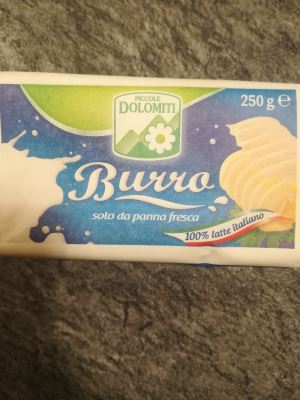 PICCOLE
DOLOMITI
250 g e
Burro
solo da panna fresca
100% latte italiano